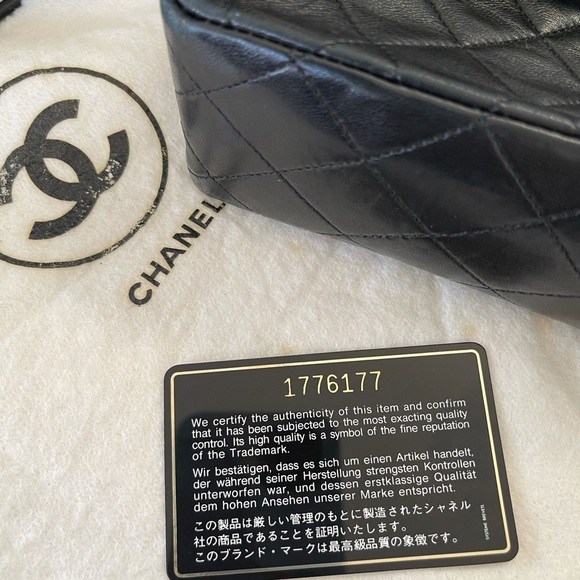 CHANEL
1776177
We certify the authenticity of this item and confirm
that it has been subjected to the most exacting quality
control. Its high quality is a symbol of the fine reputation
of the Trademark.
Wir bestätigen, dass es sich um einen Artikel handelt,
der während seiner Herstellung strengsten Kontrollen
unterworfen war, und dessen erstklassige Qualität
dem hohen Ansehen unserer Marke entspricht.
この製品は厳しい管理のもとに製造されたシャネル
社の商品であることを証明いたします。
このブランド・マークは最高級品質の象徴です。